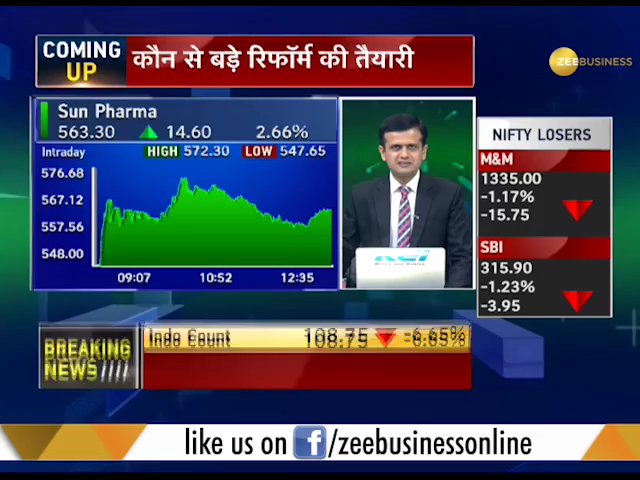 COMING
UP
कौन से बड़े रिफॉर्म की तैयारी
ZEEBUSINESS
Sun Pharma
563.30 14.60 2.66%
Intraday HIGH 572.30 LOW 547.65
576.68
567.12
557.56
548.00
09:07 10:52 12:35
NIFTY LOSERS
M&M
1335.00
-1.17%
-15.75
SBI
315.90
-1.23%
-3.95
BREAKING
NEWS
Indo Count 108.75 -6.65%
like us on f/zeebusinessonline